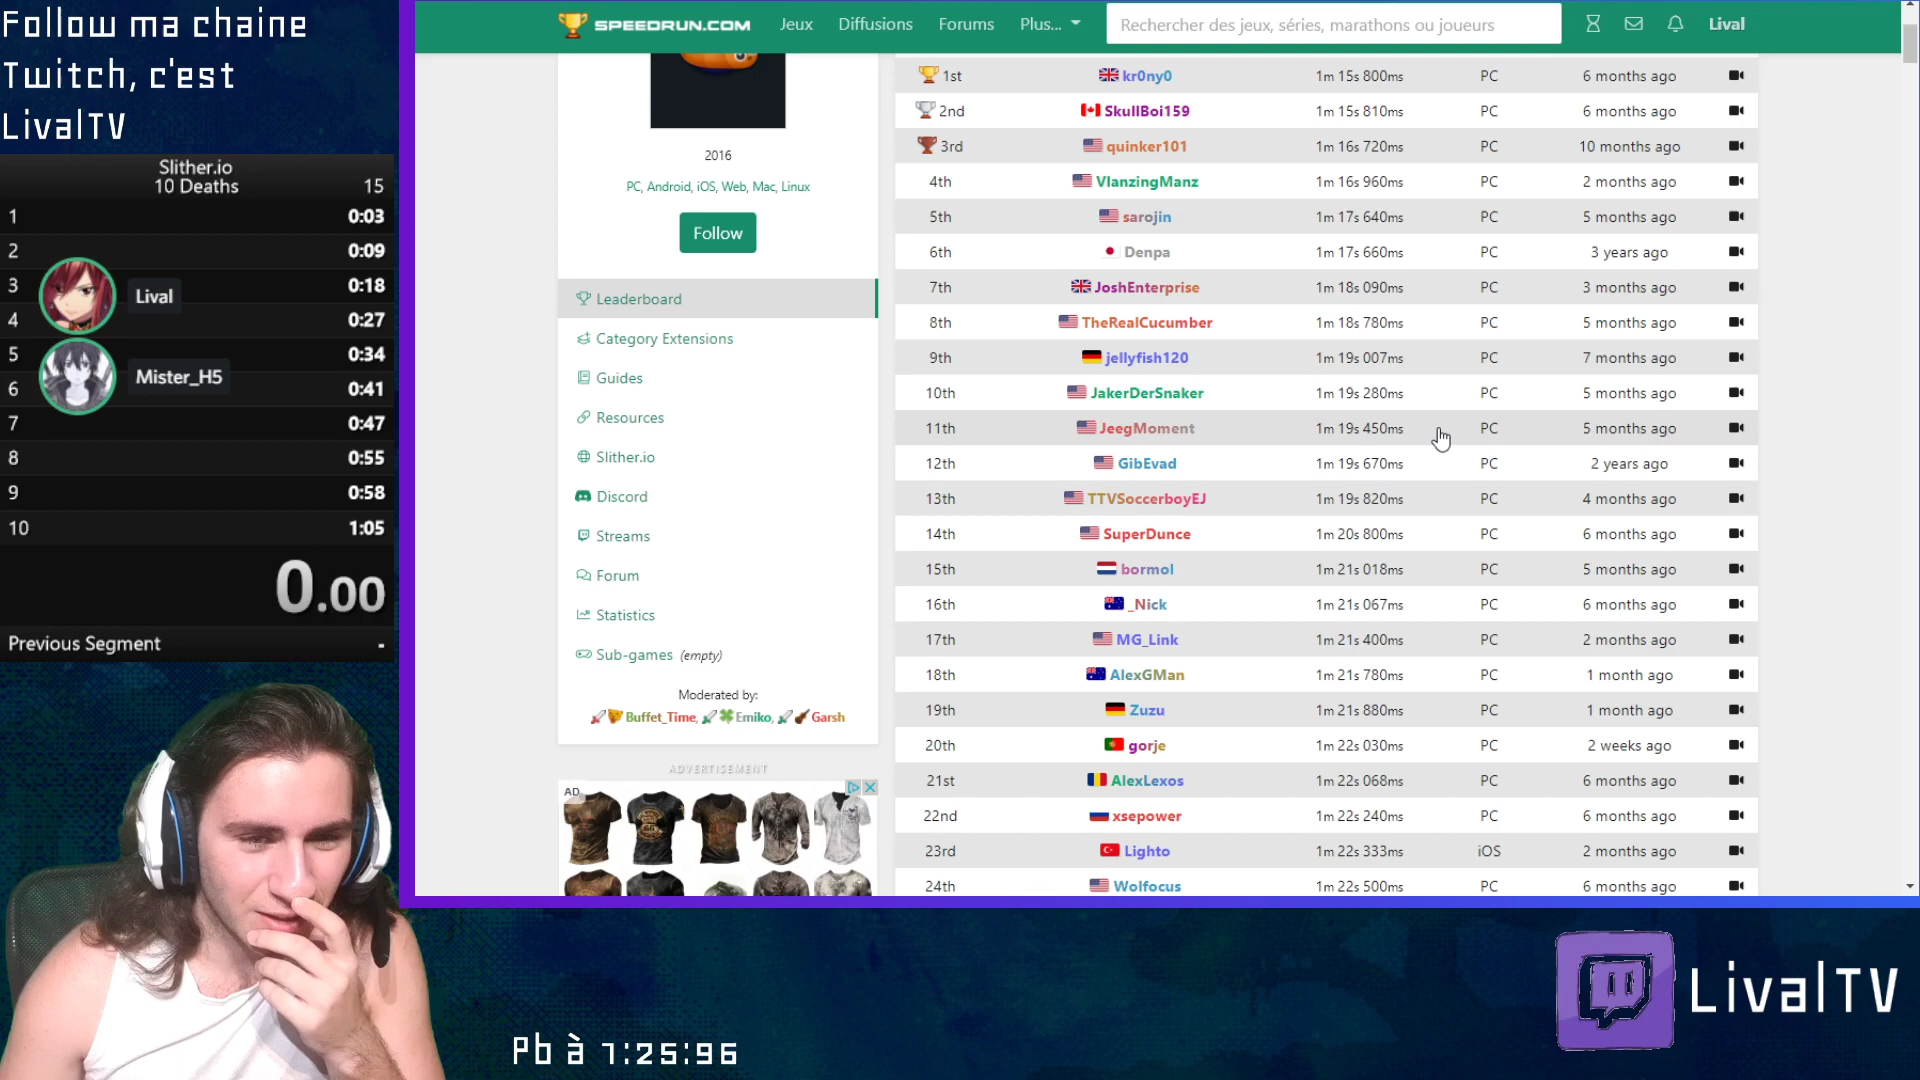 Follow ma chaine
Twitch, c'est
LivalTV
Slither.io
10 Deaths 15
1 0:03
2 0:09
3 0:18
4 0:27
5 0:34
6 0:41
7 0:47
8 0:55
9 0:58
10 1:05
Lival
Mister_H5
0.00
Previous Segment -
SPEEDRUN.COM Jeux Diffusions Forums Plus... Rechercher des jeux, séries, marathons ou joueurs Lival
2016
PC, Android, iOS, Web, Mac, Linux
Follow
Leaderboard
Category Extensions
Guides
Resources
Slither.io
Discord
Streams
Forum
Statistics
Sub-games (empty)
Moderated by:
Buffet_Time, Emiko, Garsh
ADVERTISEMENT
AD
1st kr0ny0 1m 15s 800ms PC 6 months ago
2nd SkullBoi159 1m 15s 810ms PC 6 months ago
3rd quinker101 1m 16s 720ms PC 10 months ago
4th VlanzingManz 1m 16s 960ms PC 2 months ago
5th sarojin 1m 17s 640ms PC 5 months ago
6th Denpa 1m 17s 660ms PC 3 years ago
7th JoshEnterprise 1m 18s 090ms PC 3 months ago
8th TheRealCucumber 1m 18s 780ms PC 5 months ago
9th jellyfish120 1m 19s 007ms PC 7 months ago
10th JakerDerSnaker 1m 19s 280ms PC 5 months ago
11th JeegMoment 1m 19s 450ms PC 5 months ago
12th GibEvad 1m 19s 670ms PC 2 years ago
13th TTVSoccerboyEJ 1m 19s 820ms PC 4 months ago
14th SuperDunce 1m 20s 800ms PC 6 months ago
15th bormol 1m 21s 018ms PC 5 months ago
16th _Nick 1m 21s 067ms PC 6 months ago
17th MG_Link 1m 21s 400ms PC 2 months ago
18th AlexGMan 1m 21s 780ms PC 1 month ago
19th Zuzu 1m 21s 880ms PC 1 month ago
20th gorje 1m 22s 030ms PC 2 weeks ago
21st AlexLexos 1m 22s 068ms PC 6 months ago
22nd xsepower 1m 22s 240ms PC 6 months ago
23rd Lighto 1m 22s 333ms iOS 2 months ago
24th Wolfocus 1m 22s 500ms PC 6 months ago
Pb à 1:25:96
LivalTV